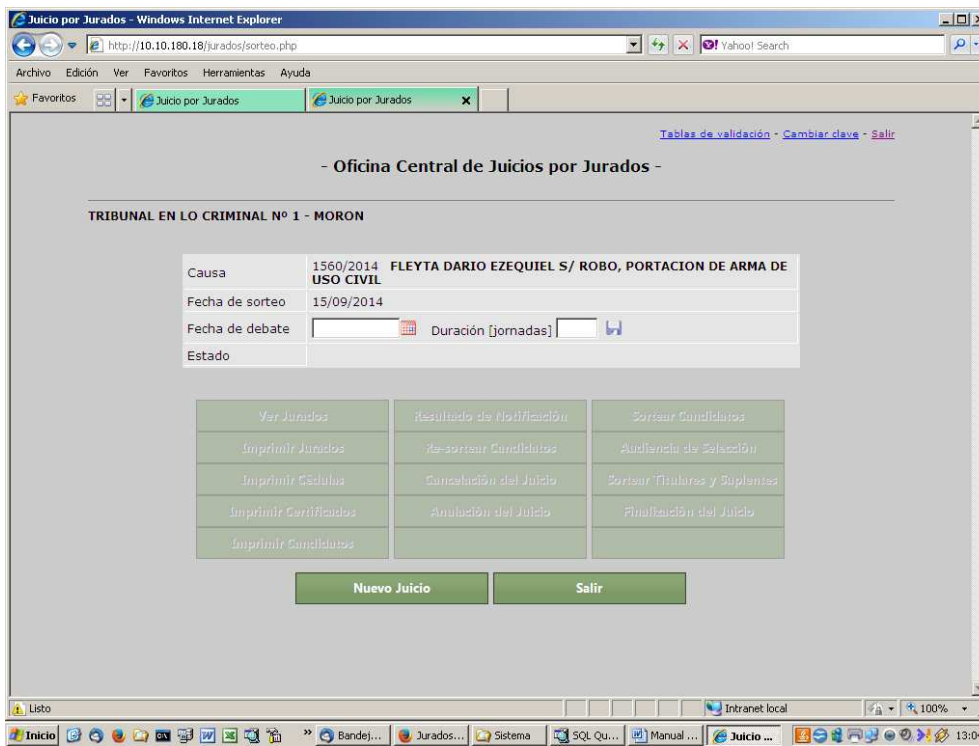 Juicio por Jurados - Windows Internet Explorer
http://10.10.180.18/jurados/sorteo.php
Yahoo! Search
Archivo Edición Ver Favoritos Herramientas Ayuda
Favoritos Juicio por Jurados Juicio por Jurados
Tablas de validación - Cambiar clave - Salir
- Oficina Central de Juicios por Jurados -
TRIBUNAL EN LO CRIMINAL Nº 1 - MORON
Causa 1560/2014 FLEYTA DARIO EZEQUIEL S/ ROBO, PORTACION DE ARMA DE
USO CIVIL
Fecha de sorteo 15/09/2014
Fecha de debate Duración [jornadas]
Estado
Ver Jurados Resultado de Notificación Sortear Candidatos
Imprimir Jurados Re-sortear Candidatos Audiencia de Selección
Imprimir Cédulas Cancelación del Juicio Sortear Titulares y Suplentes
Imprimir Certificados Anulación del Juicio Finalización del Juicio
Imprimir Candidatos
Nuevo Juicio Salir
Listo Intranet local 100%
Inicio » Bandej... Jurados... Sistema SQL Qu... Manual ... Juicio ...